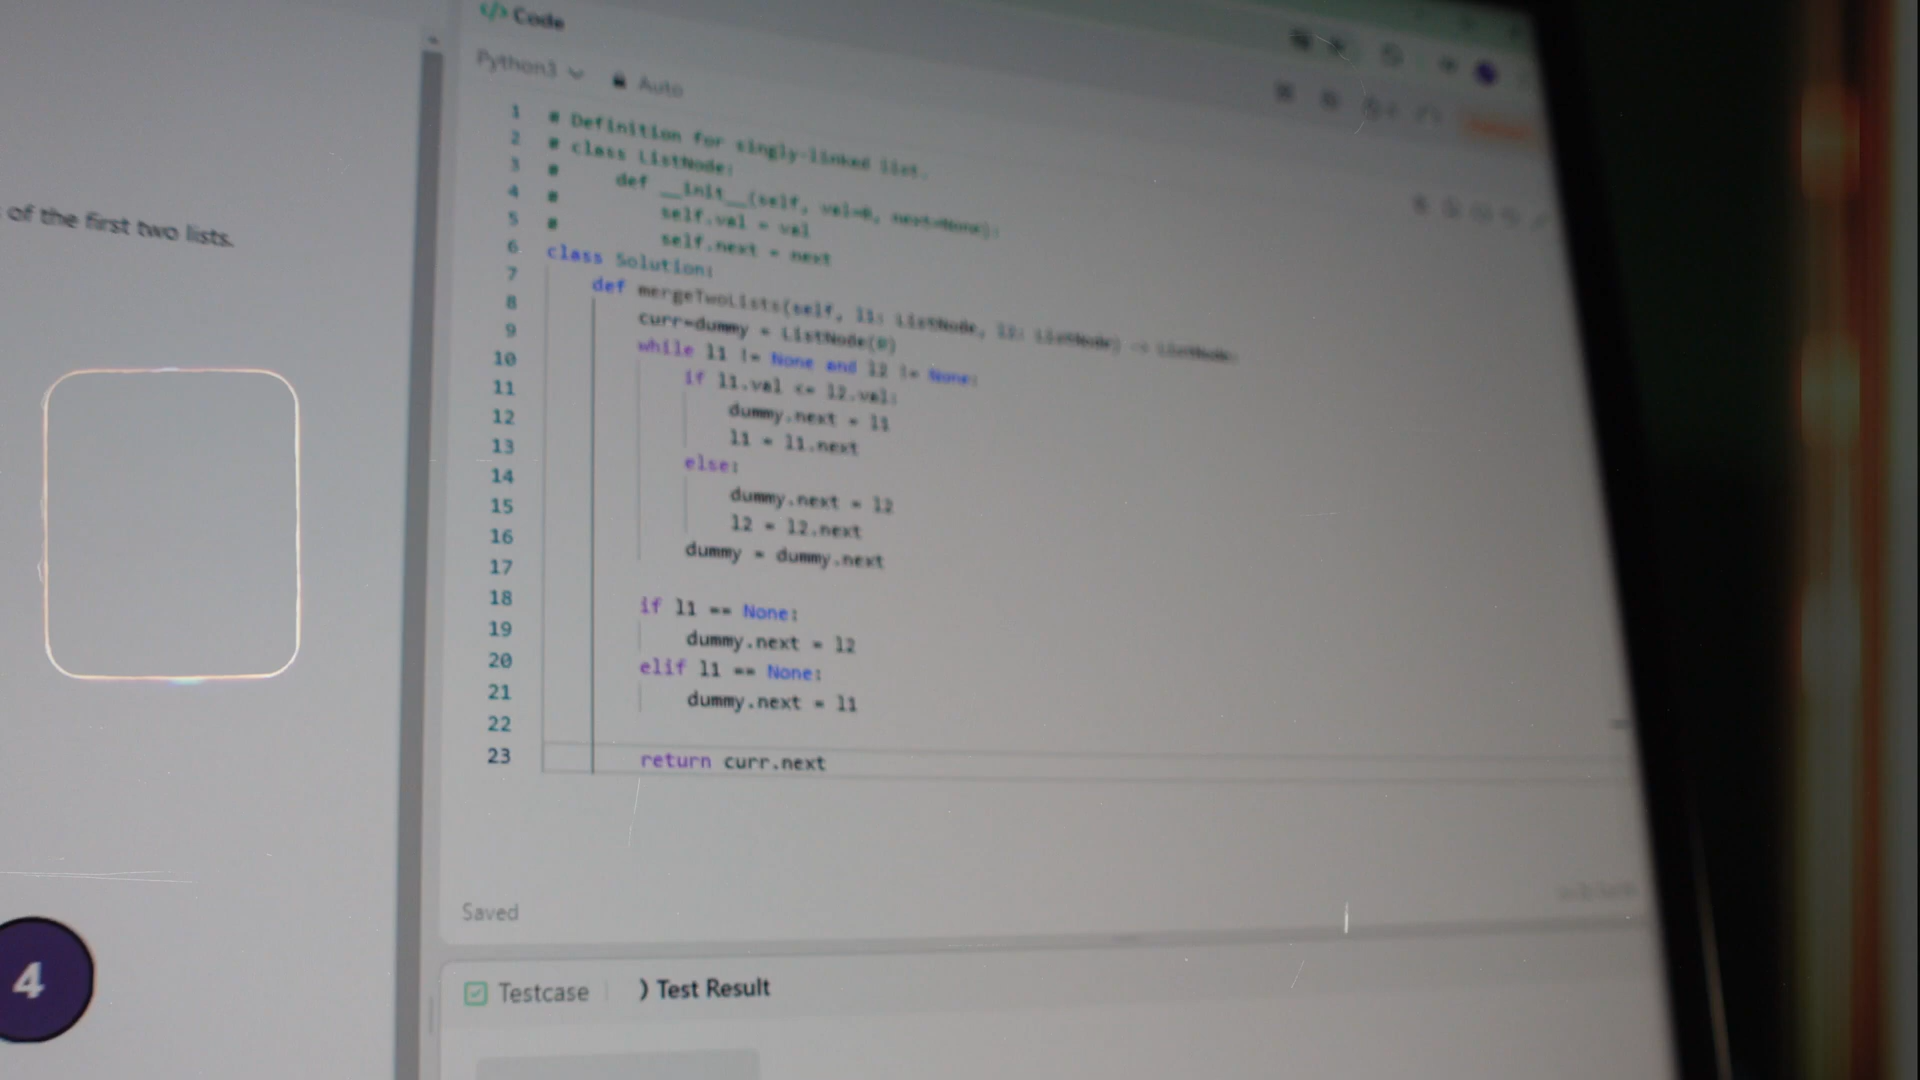 </> Code
Python3 Auto
1 # Definition for singly-linked list.
2 # class ListNode:
3 #     def __init__(self, val=0, next=None):
4 #         self.val = val
5 #         self.next = next
6 class Solution:
7     def mergeTwoLists(self, l1: ListNode, l2: ListNode) -> ListNode:
8         curr=dummy = ListNode(0)
9         while l1 != None and l2 != None:
10             if l1.val <= l2.val:
11                 dummy.next = l1
12                 l1 = l1.next
13             else:
14                 dummy.next = l2
15                 l2 = l2.next
16             dummy = dummy.next
17
18         if l1 == None:
19             dummy.next = l2
20         elif l1 == None:
21             dummy.next = l1
22
23         return curr.next
Saved
Testcase ) Test Result
of the first two lists.
4